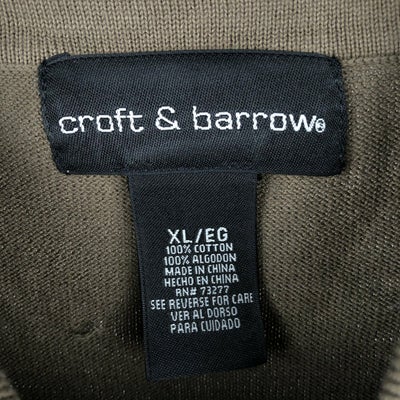 croft & barrow®
XL/EG
100% COTTON
100% ALGODON
MADE IN CHINA
HECHO EN CHINA
RN# 73277
SEE REVERSE FOR CARE
VER AL DORSO
PARA CUIDADO